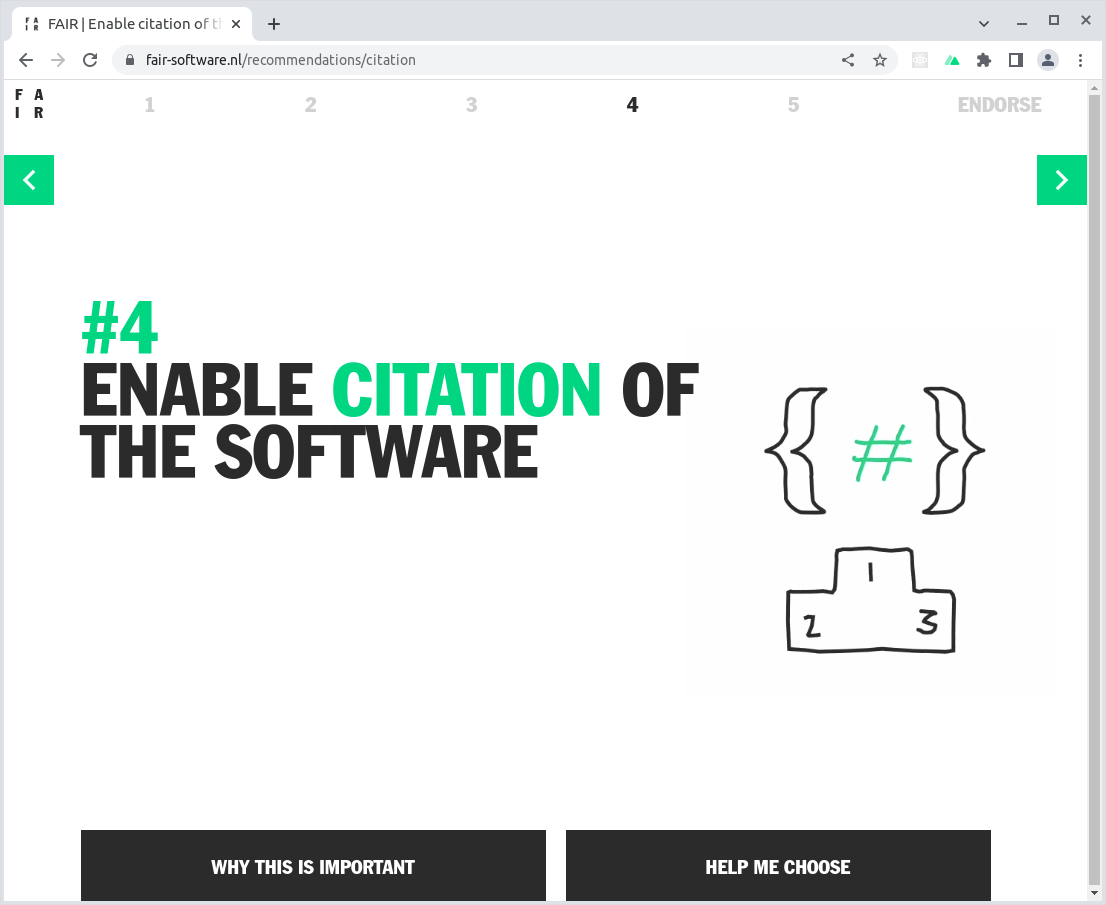 F A
I R
FAIR | Enable citation of th
fair-software.nl/recommendations/citation
F A
I R
1 2 3 4 5 ENDORSE
#4
ENABLE CITATION OF
THE SOFTWARE
{{ # }}
1
2 3
WHY THIS IS IMPORTANT
HELP ME CHOOSE